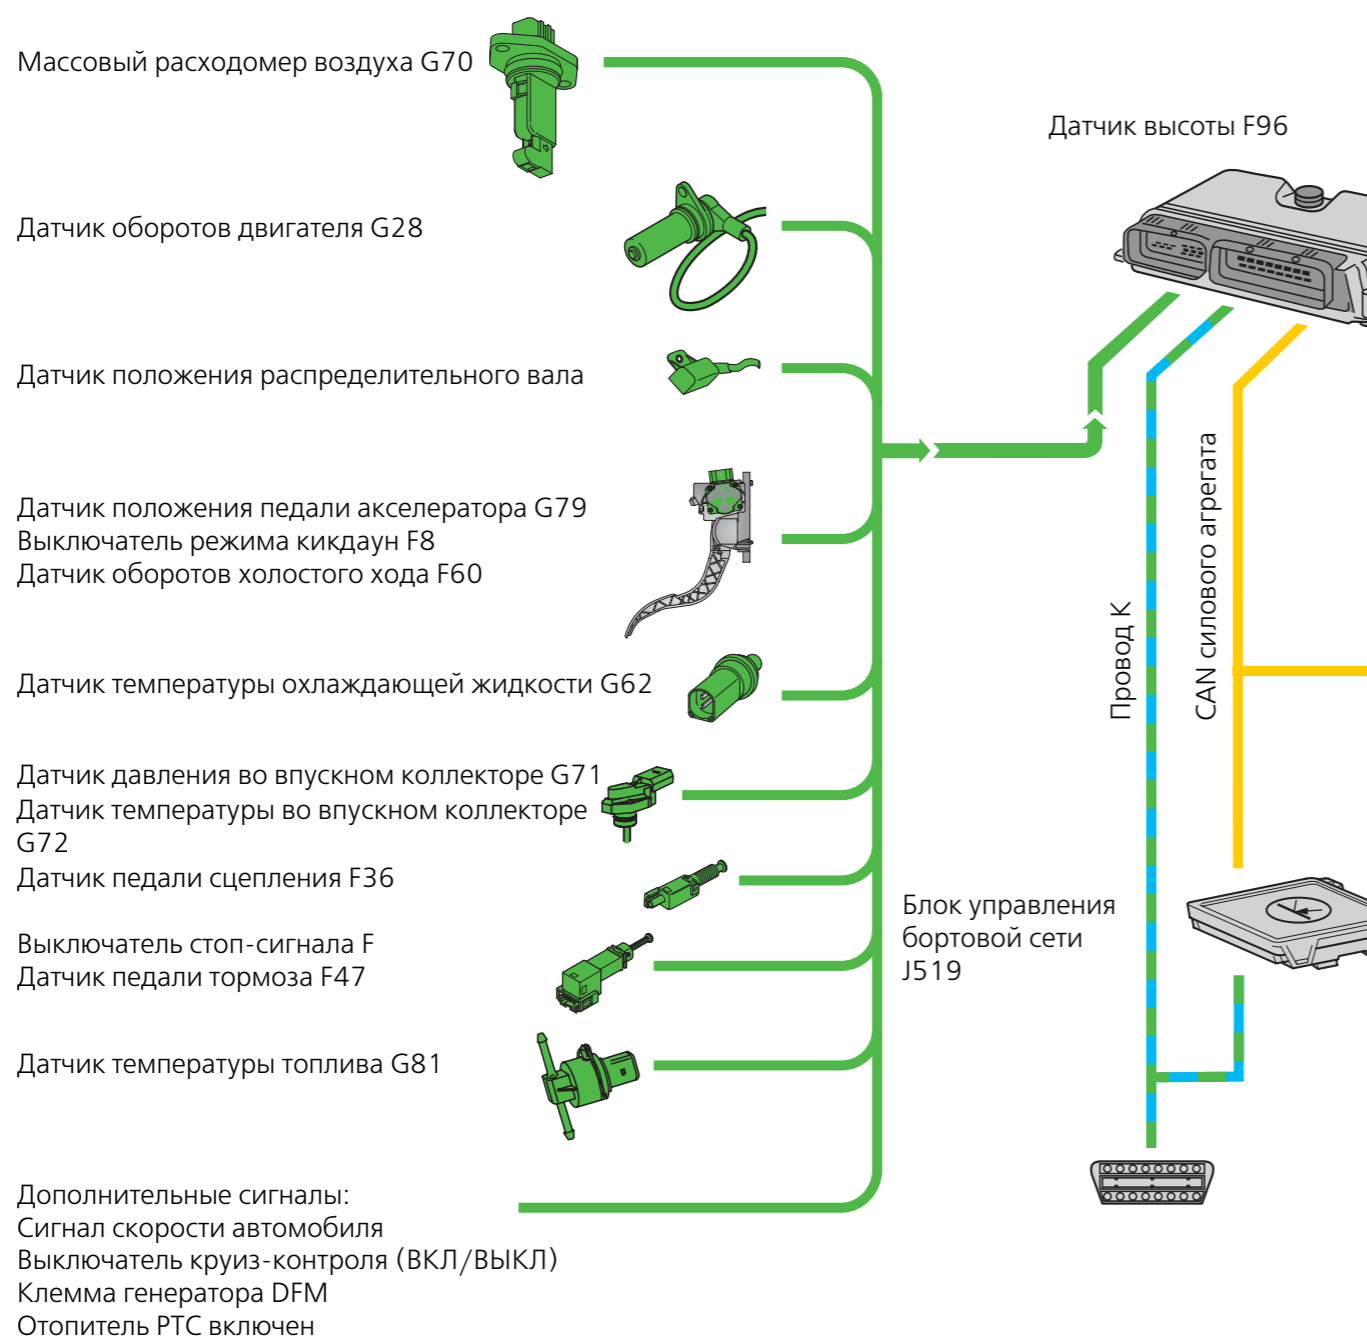 Массовый расходомер воздуха G70
Датчик высоты F96
Датчик оборотов двигателя G28
Датчик положения распределительного вала
Датчик положения педали акселератора G79
Выключатель режима кикдаун F8
Датчик оборотов холостого хода F60
Провод К
CAN силового агрегата
Датчик температуры охлаждающей жидкости G62
Датчик давления во впускном коллекторе G71
Датчик температуры во впускном коллекторе
G72
Датчик педали сцепления F36
Блок управления
бортовой сети
J519
Выключатель стоп-сигнала F
Датчик педали тормоза F47
Датчик температуры топлива G81
Дополнительные сигналы:
Сигнал скорости автомобиля
Выключатель круиз-контроля (ВКЛ/ВЫКЛ)
Клемма генератора DFM
Отопитель PTC включен